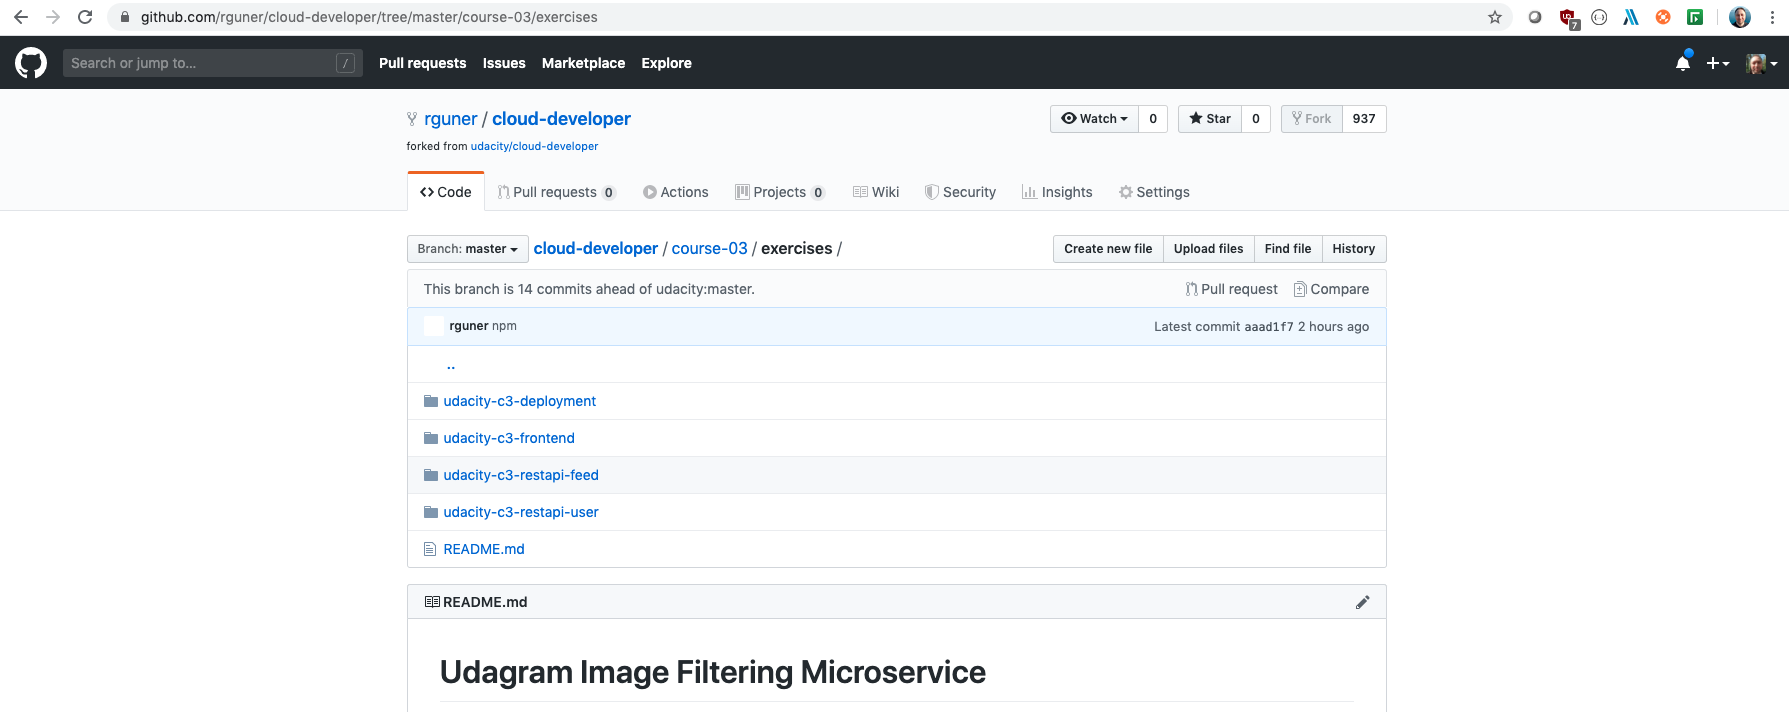 github.com/rguner/cloud-developer/tree/master/course-03/exercises
7
Search or jump to... /
Pull requests Issues Marketplace Explore
rguner / cloud-developer
Watch 0 Star 0 Fork 937
forked from udacity/cloud-developer
Code Pull requests 0 Actions Projects 0 Wiki Security Insights Settings
Branch: master cloud-developer / course-03 / exercises /
Create new file Upload files Find file History
This branch is 14 commits ahead of udacity:master.
Pull request Compare
rguner npm
Latest commit aaad1f7 2 hours ago
..
udacity-c3-deployment
udacity-c3-frontend
udacity-c3-restapi-feed
udacity-c3-restapi-user
README.md
README.md
Udagram Image Filtering Microservice